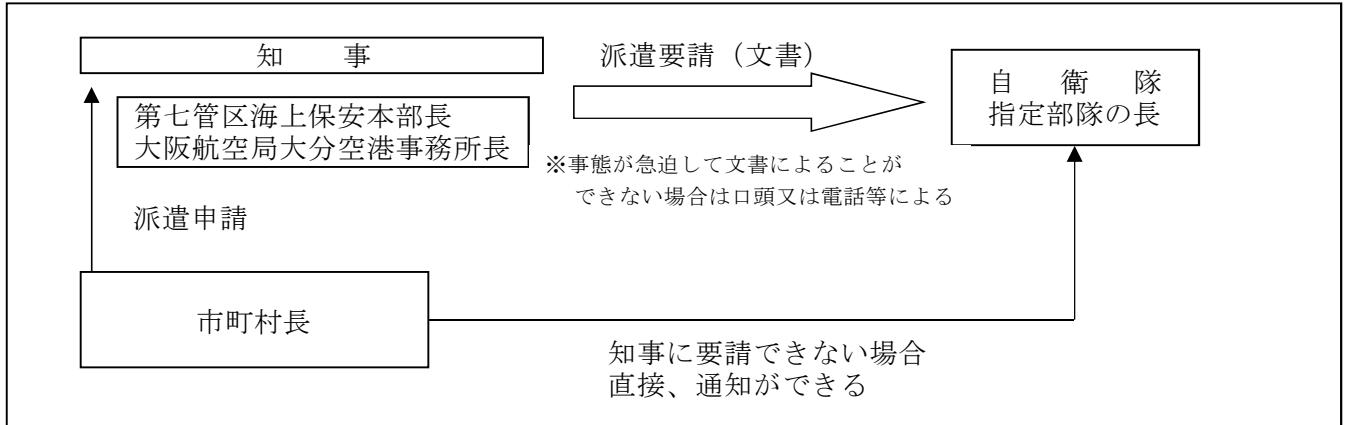 知　　事
派遣要請（文書）
自　衛　隊
指定部隊の長
第七管区海上保安本部長
大阪航空局大分空港事務所長
※事態が急迫して文書によることが
できない場合は口頭又は電話等による
派遣申請
市町村長
知事に要請できない場合
直接、通知ができる